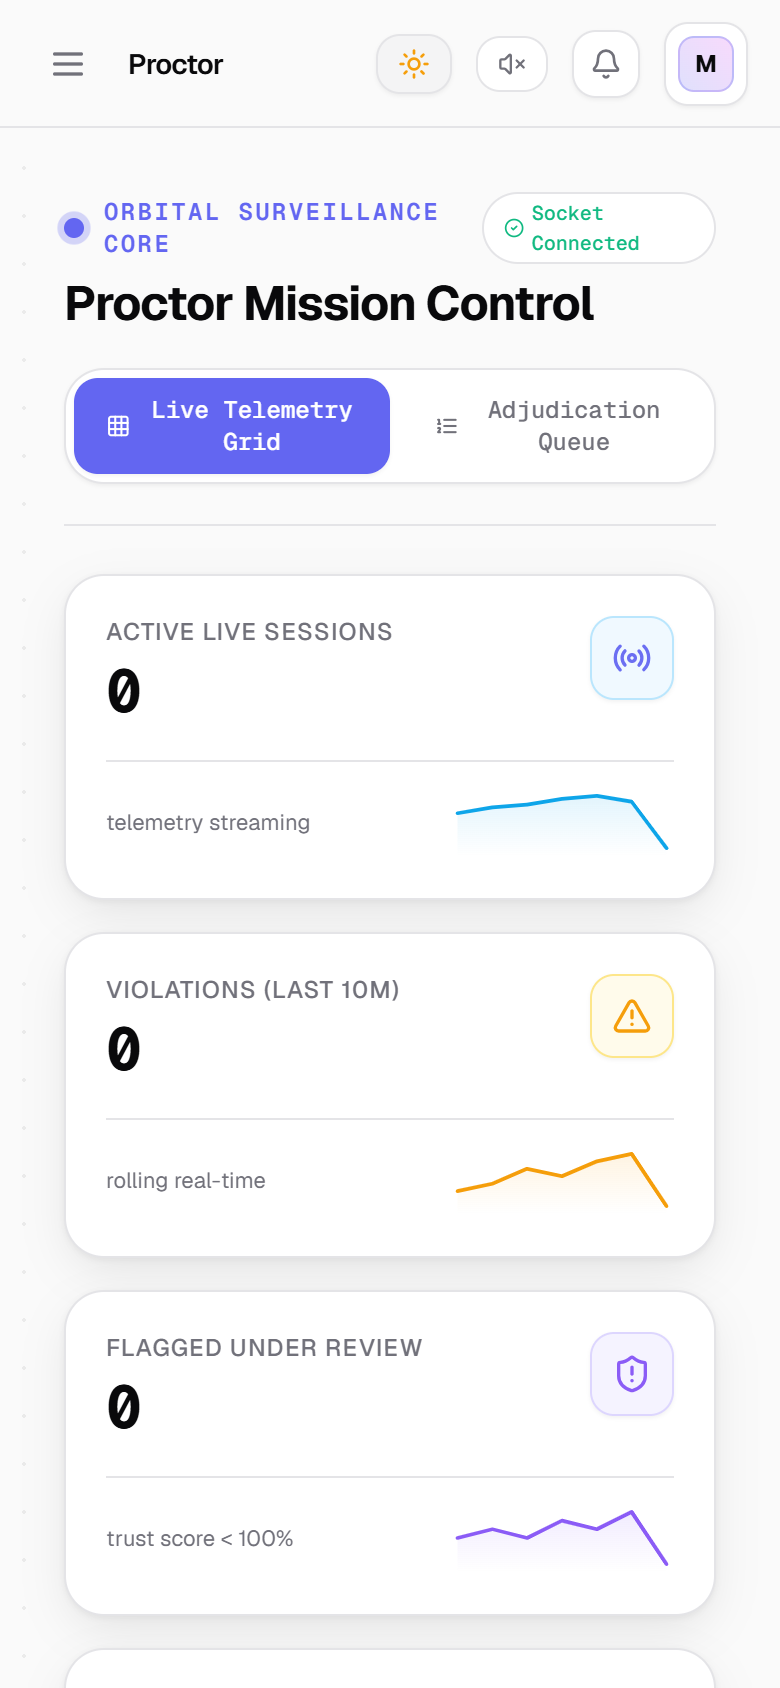 Proctor
M
ORBITAL SURVEILLANCE
CORE
Socket
Connected
Proctor Mission Control
Live Telemetry
Grid
Adjudication
Queue
ACTIVE LIVE SESSIONS
0
telemetry streaming
VIOLATIONS (LAST 10M)
0
rolling real-time
FLAGGED UNDER REVIEW
0
trust score < 100%